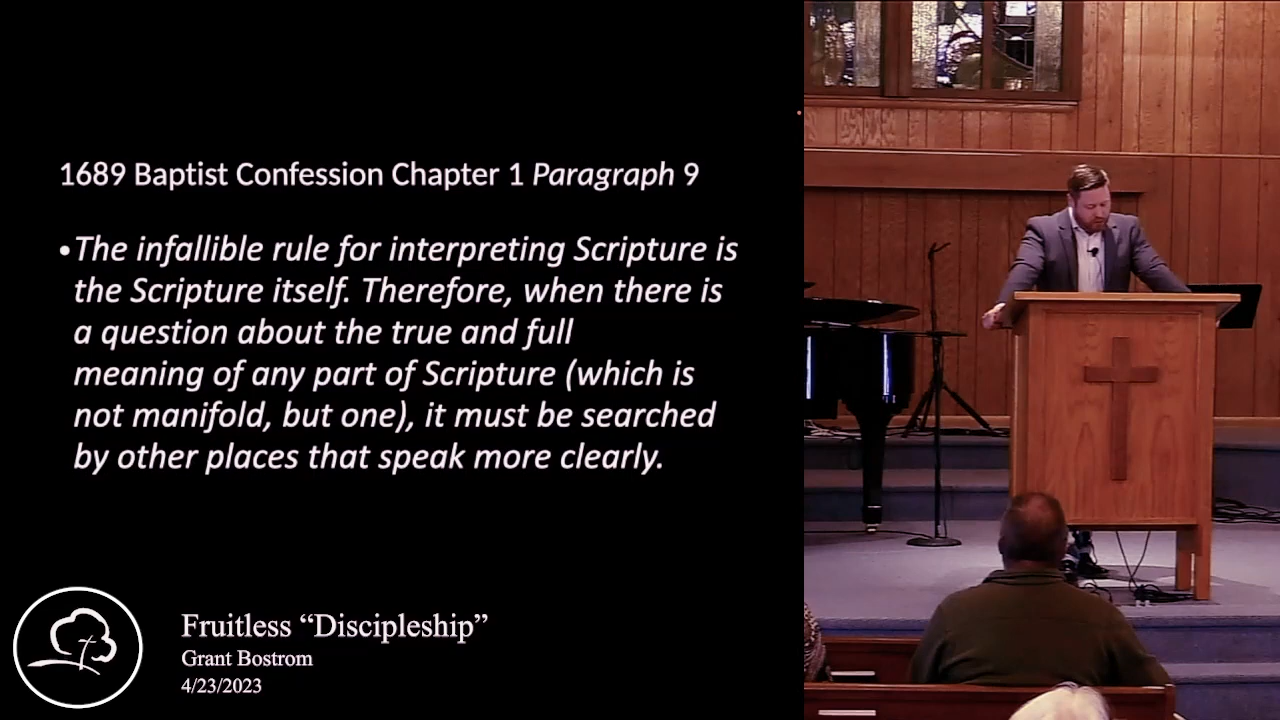 1689 Baptist Confession Chapter 1 Paragraph 9
•The infallible rule for interpreting Scripture is
the Scripture itself. Therefore, when there is
a question about the true and full
meaning of any part of Scripture (which is
not manifold, but one), it must be searched
by other places that speak more clearly.
Fruitless “Discipleship”
Grant Bostrom
4/23/2023